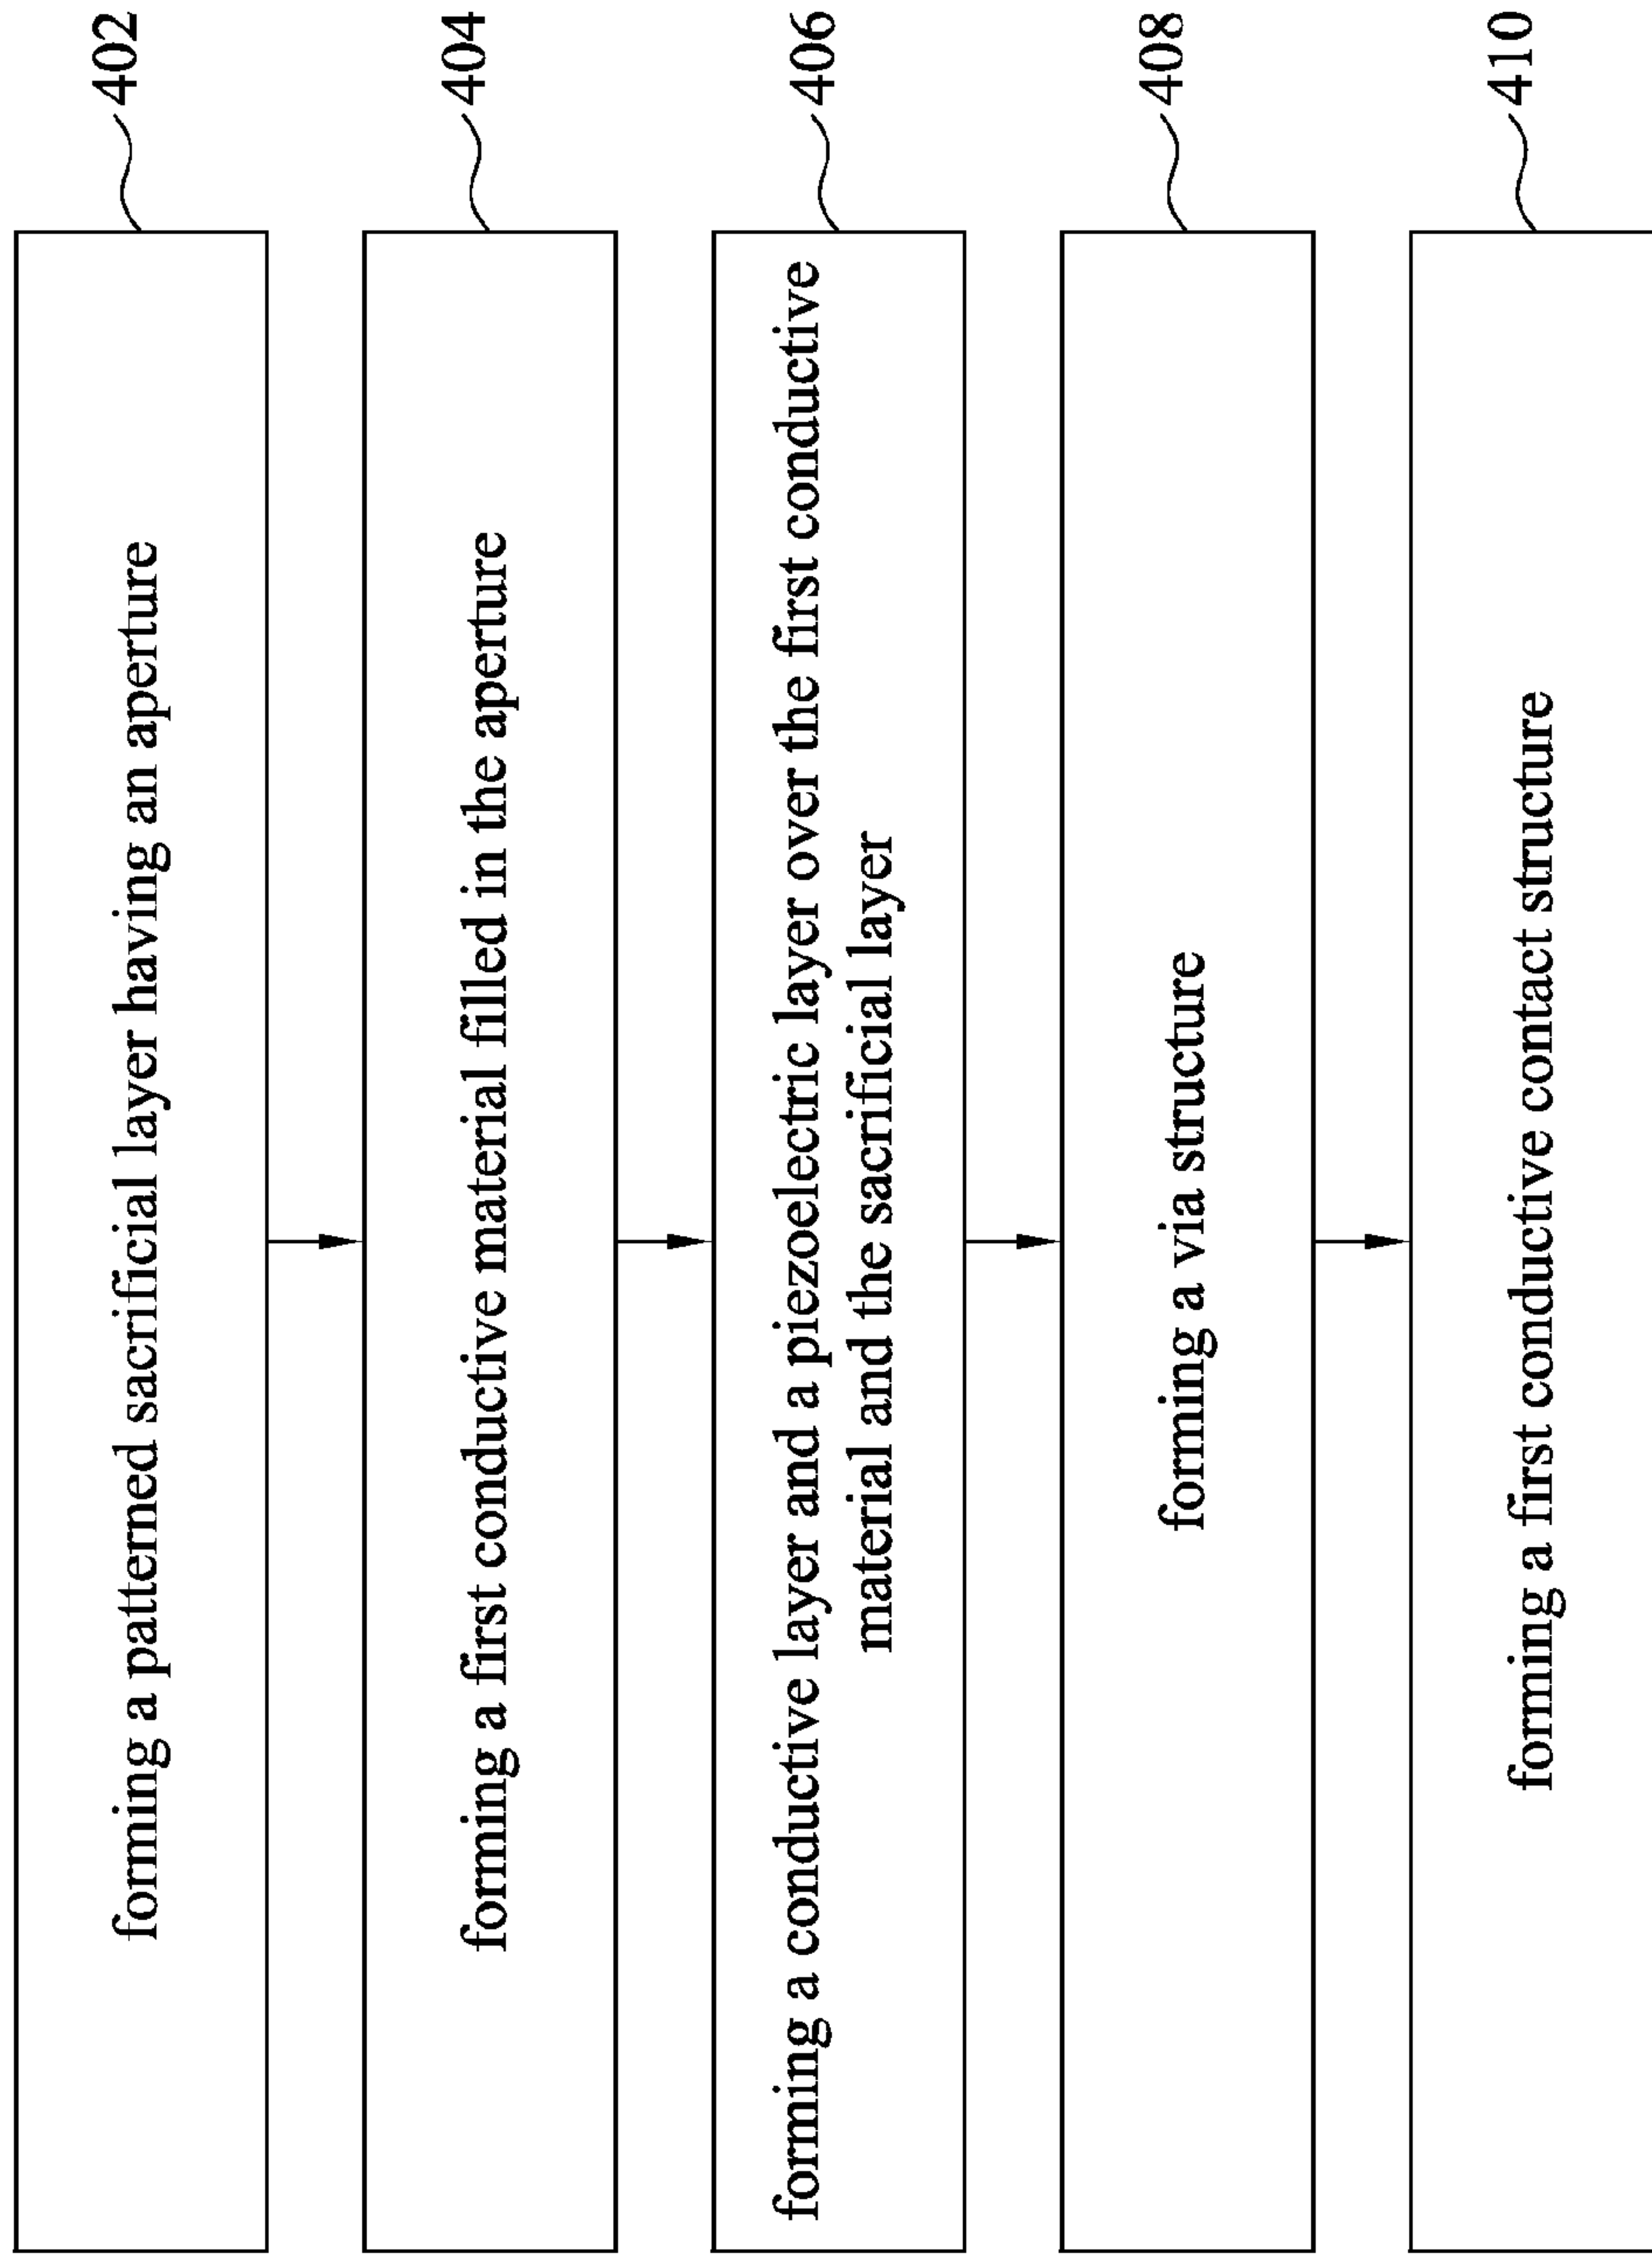 402
forming a patterned sacrificial layer having an aperture
404
forming a first conductive material filled in the aperture
406
forming a conductive layer and a piezoelectric layer over the first conductive
material and the sacrificial layer
408
forming a via structure
410
forming a first conductive contact structure